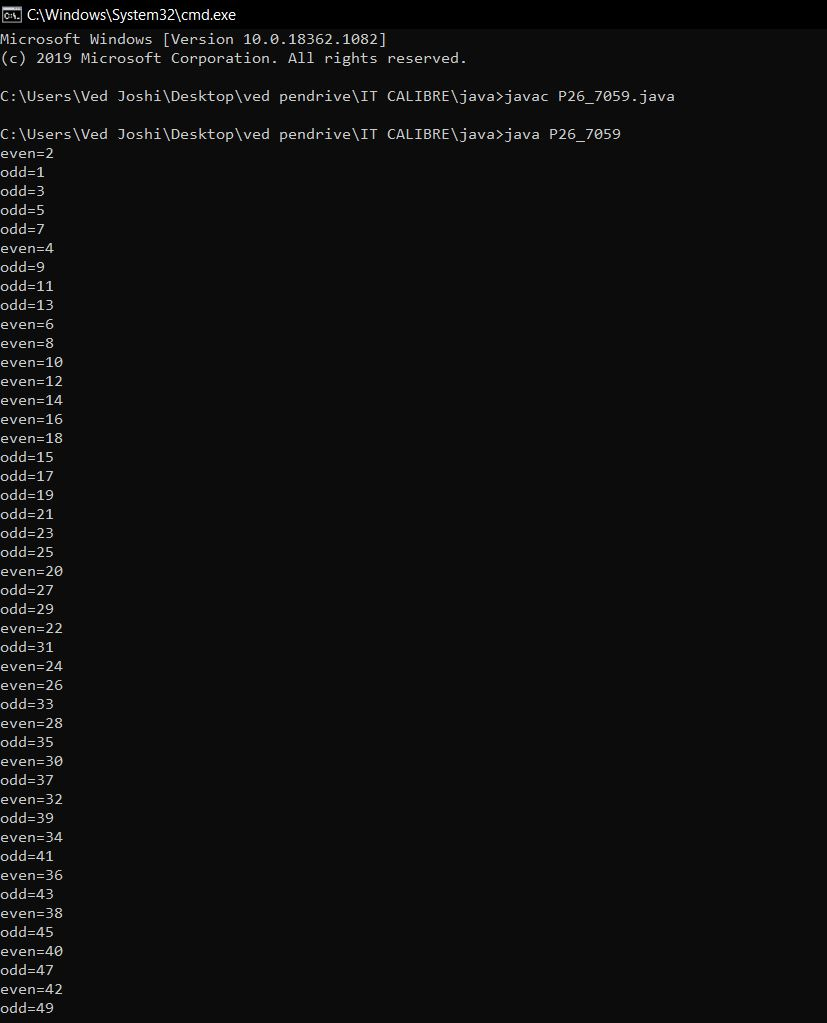 C:\Windows\System32\cmd.exe
Microsoft Windows [Version 10.0.18362.1082]
(c) 2019 Microsoft Corporation. All rights reserved.
C:\Users\Ved Joshi\Desktop\ved pendrive\IT CALIBRE\java>javac P26_7059.java
C:\Users\Ved Joshi\Desktop\ved pendrive\IT CALIBRE\java>java P26_7059
even=2
odd=1
odd=3
odd=5
odd=7
even=4
odd=9
odd=11
odd=13
even=6
even=8
even=10
even=12
even=14
even=16
even=18
odd=15
odd=17
odd=19
odd=21
odd=23
odd=25
even=20
odd=27
odd=29
even=22
odd=31
even=24
even=26
odd=33
even=28
odd=35
even=30
odd=37
even=32
odd=39
even=34
odd=41
even=36
odd=43
even=38
odd=45
even=40
odd=47
even=42
odd=49